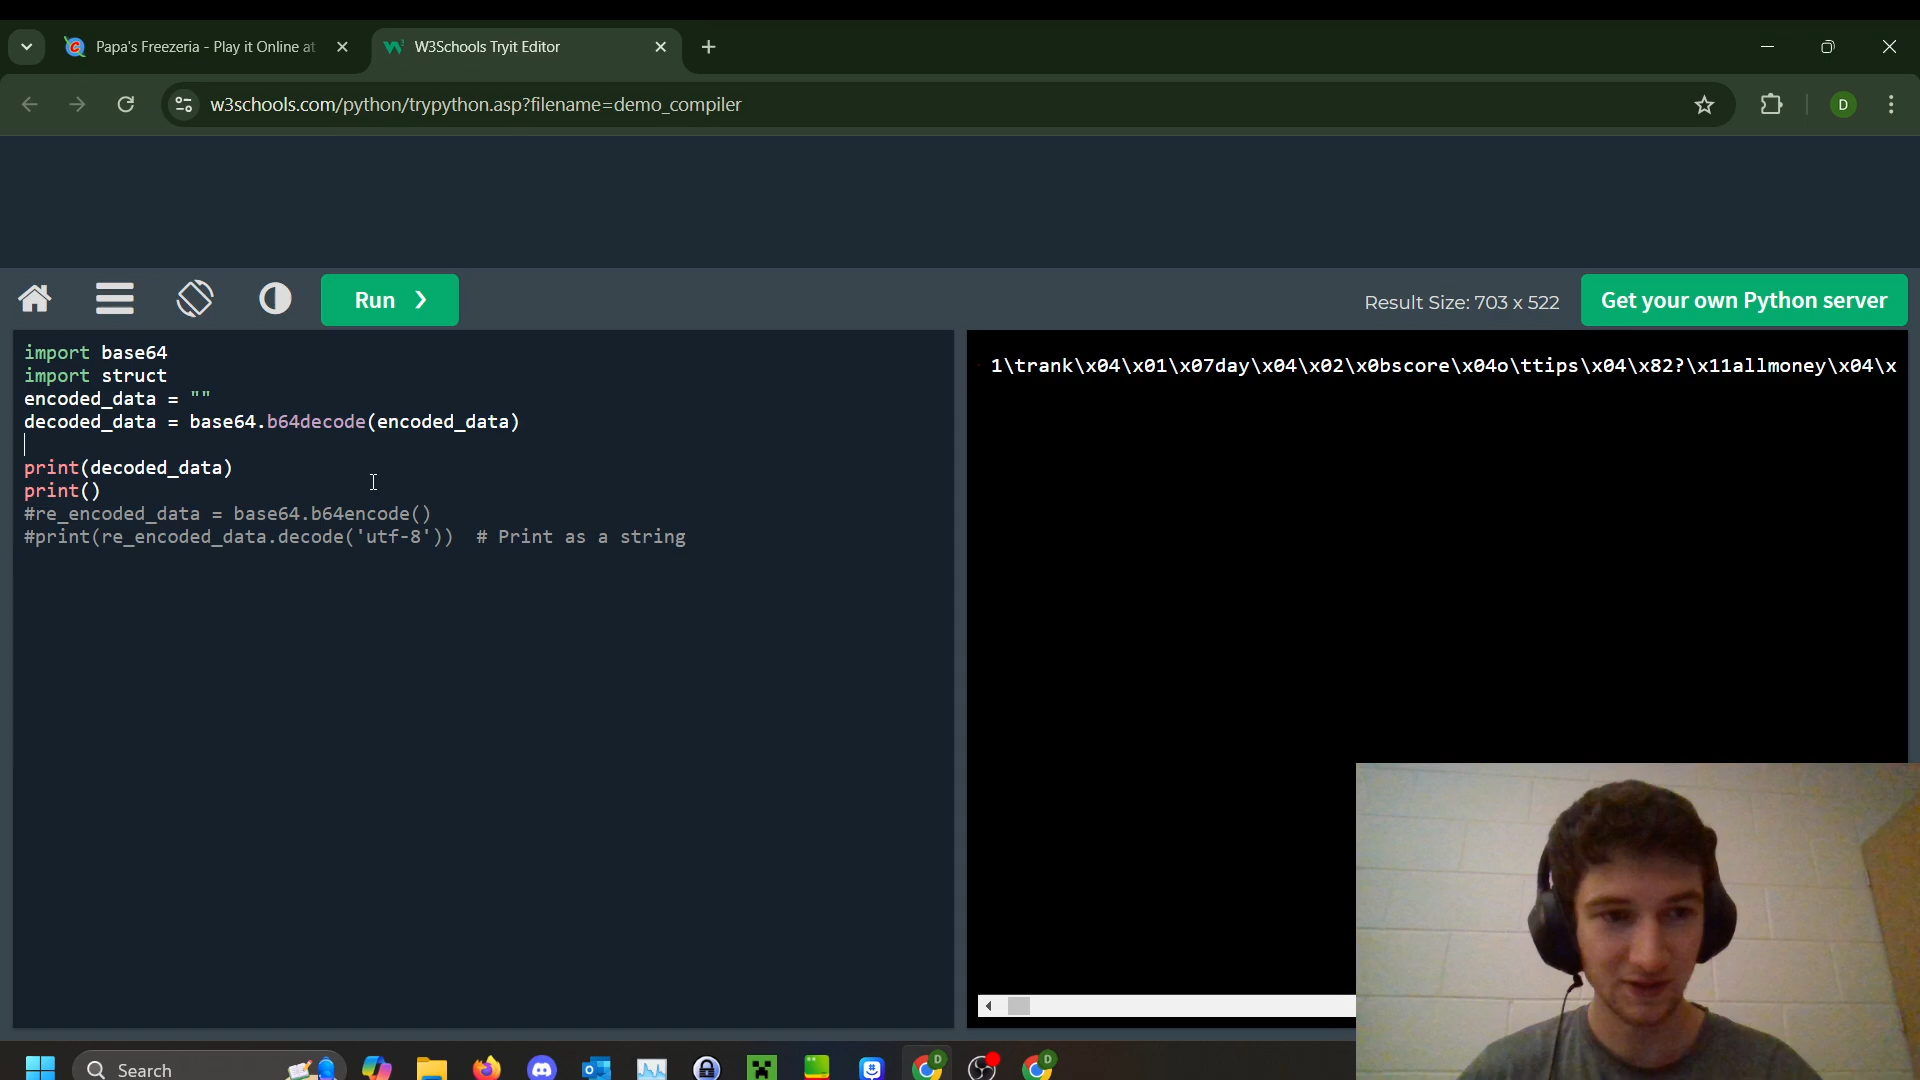 Papa's Freezeria - Play it Online at
W3Schools Tryit Editor
w3schools.com/python/trypython.asp?filename=demo_compiler
D
Run ❯
Result Size: 703 x 522
Get your own Python server
import base64
import struct
encoded_data = ""
decoded_data = base64.b64decode(encoded_data)
print(decoded_data)
print()
#re_encoded_data = base64.b64encode()
#print(re_encoded_data.decode('utf-8'))  # Print as a string
1\trank\x04\x01\x07day\x04\x02\x0bscore\x04o\ttips\x04\x82?\x11allmoney\x04\x
Search
D
D